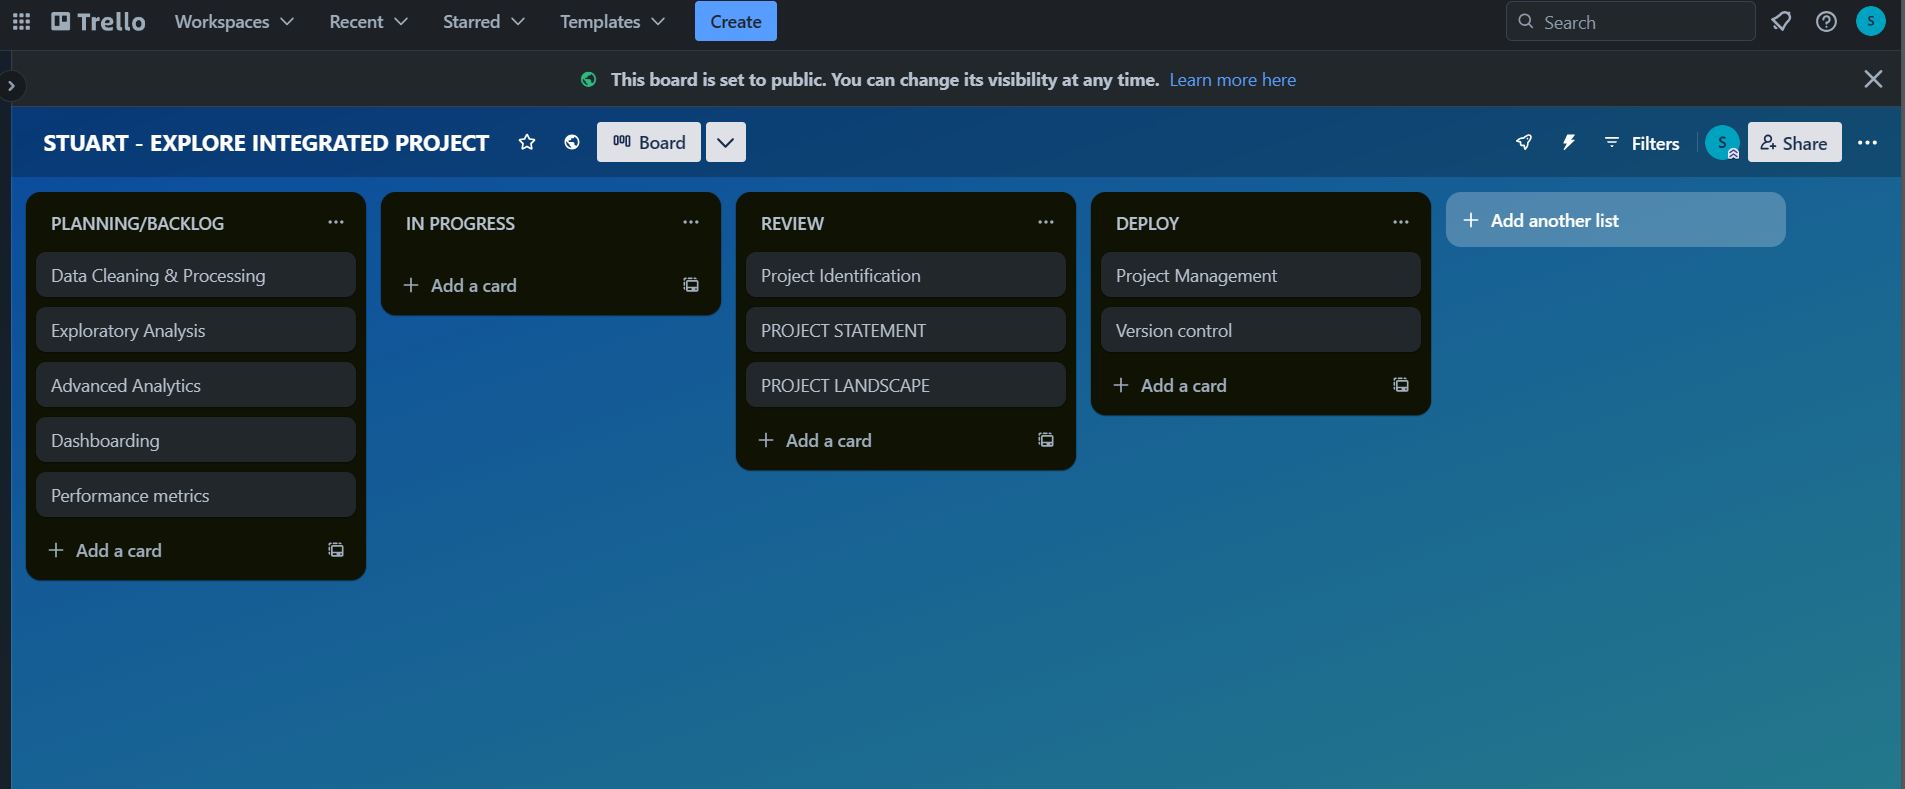 Trello Workspaces Recent Starred Templates Create Search S
This board is set to public. You can change its visibility at any time. Learn more here
STUART - EXPLORE INTEGRATED PROJECT Board Filters S Share
PLANNING/BACKLOG
Data Cleaning & Processing
Exploratory Analysis
Advanced Analytics
Dashboarding
Performance metrics
Add a card
IN PROGRESS
Add a card
REVIEW
Project Identification
PROJECT STATEMENT
PROJECT LANDSCAPE
Add a card
DEPLOY
Project Management
Version control
Add a card
Add another list